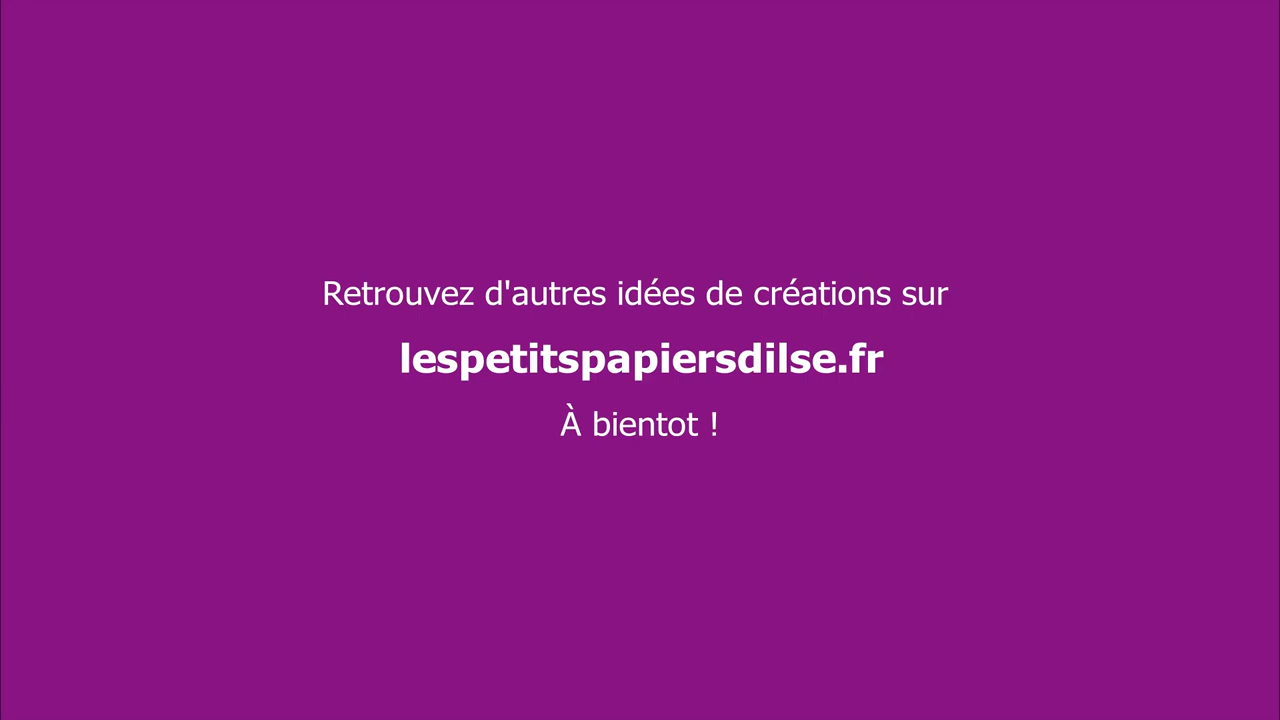 Retrouvez d'autres idées de créations sur
lespetitspapiersdilse.fr
À bientot !